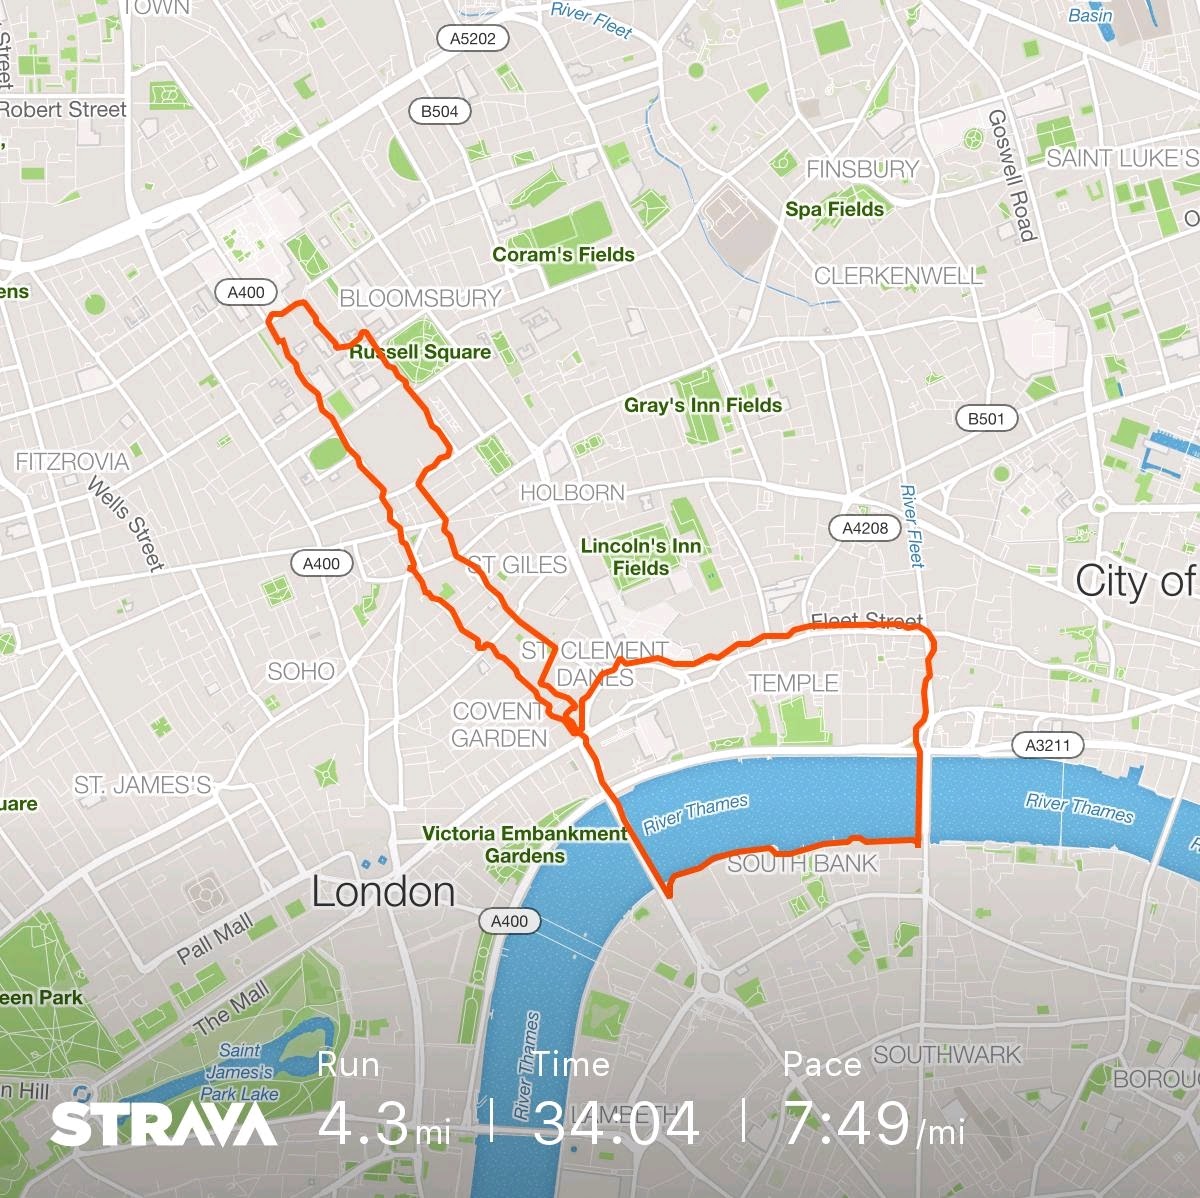 TOWN
River Fleet
Basin
Street
A5202
Robert Street
B504
Goswell Road
SAINT LUKE'S
FINSBURY
Spa Fields
Coram's Fields
CLERKENWELL
ens
A400
BLOOMSBURY
Russell Square
Gray's Inn Fields
B501
FITZROVIA
Wells Street
HOLBORN
River Fleet
A4208
Lincoln's Inn
Fields
A400
ST GILES
City of
Fleet Street
ST. CLEMENT
DANES
SOHO
TEMPLE
COVENT
GARDEN
A3211
ST. JAMES'S
uare
River Thames
River Thames
Victoria Embankment
Gardens
SOUTH BANK
London
A400
Pall Mall
The Mall
een Park
Saint
James's
Park Lake
River Thames
SOUTHWARK
BOROU
n Hill
LAMBETH
Run
Time
Pace
STRAVA
4.3 mi
34:04
7:49 /mi